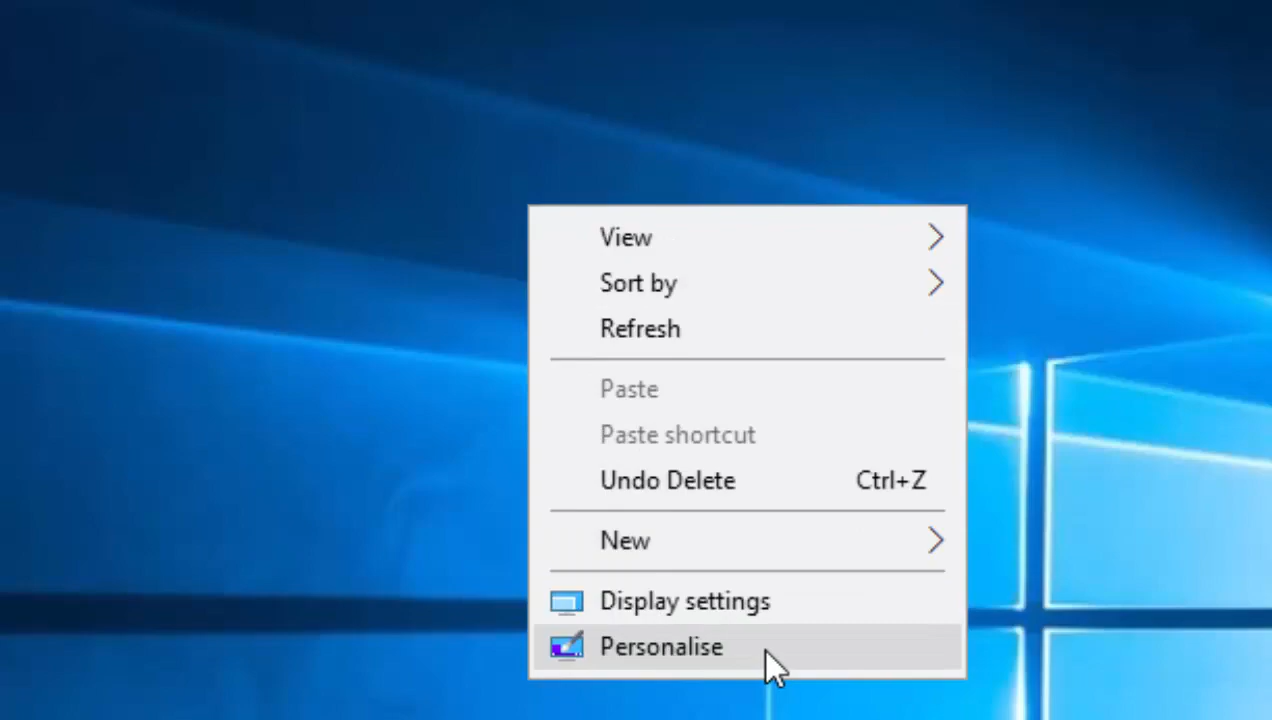 View
Sort by
Refresh
Paste
Paste shortcut
Undo Delete Ctrl+Z
New
Display settings
Personalise